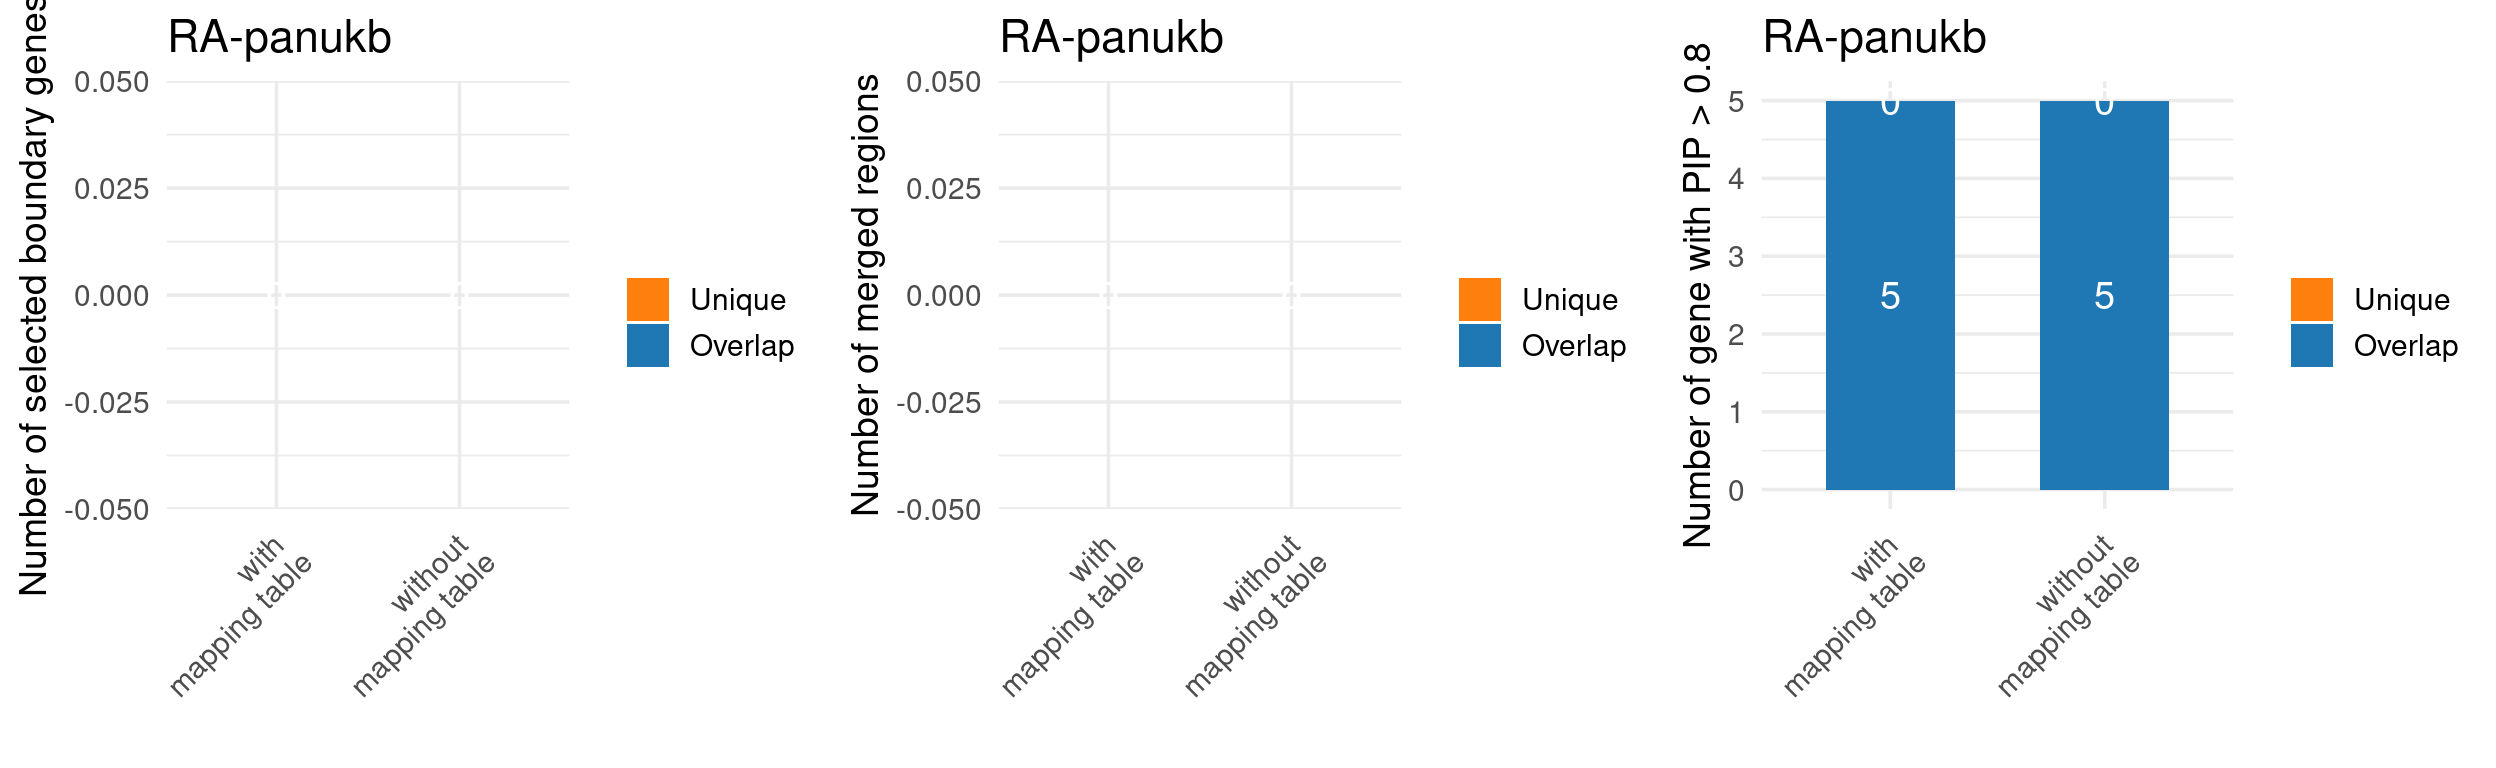 RA-panukb
Number of selected boundary genes
0.050
0.025
0.000
-0.025
-0.050
with
mapping table
without
mapping table
Unique
Overlap
RA-panukb
Number of merged regions
0.050
0.025
0.000
-0.025
-0.050
with
mapping table
without
mapping table
Unique
Overlap
RA-panukb
Number of gene with PIP > 0.8
5
4
3
2
1
0
0
0
5
5
with
mapping table
without
mapping table
Unique
Overlap